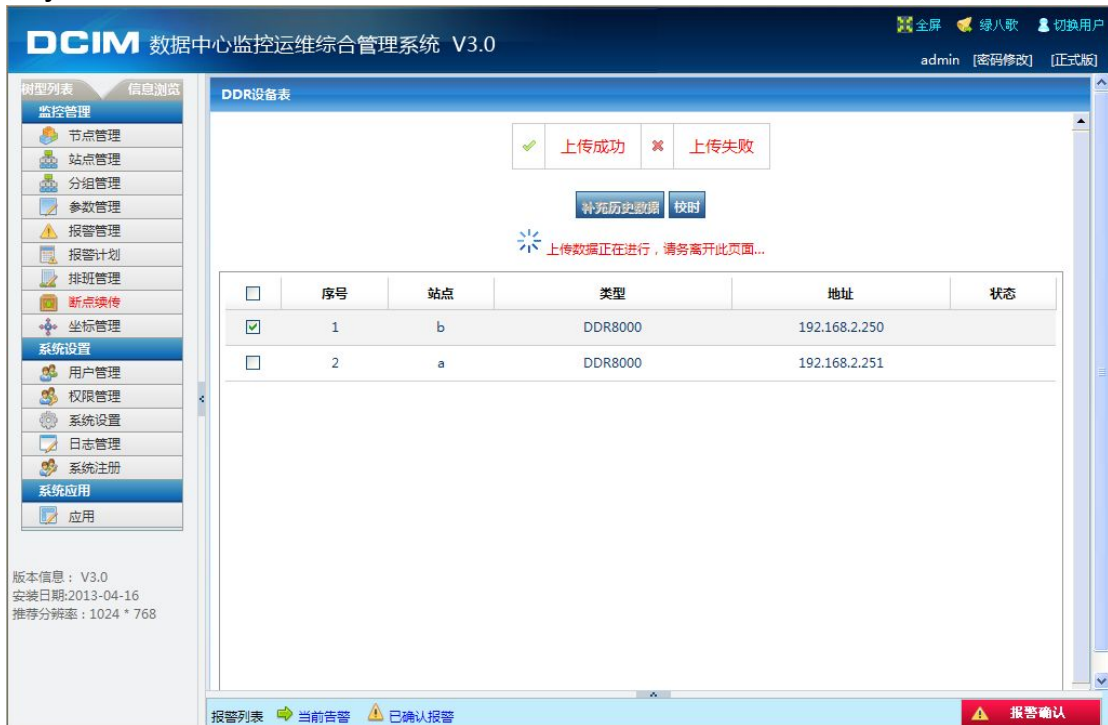 DCIM 数据中心监控运维综合管理系统 V3.0
全屏 绿八歌 切换用户
admin [密码修改] [正式版]
树型列表 信息浏览
监控管理
节点管理
站点管理
分组管理
参数管理
报警管理
报警计划
排班管理
断点续传
坐标管理
系统设置
用户管理
权限管理
系统设置
日志管理
系统注册
系统应用
应用
版本信息: V3.0
安装日期:2013-04-16
推荐分辨率:1024 * 768
DDR设备表
上传成功 上传失败
补充历史数据 校时
上传数据正在进行,请务离开此页面...
序号 站点 类型 地址 状态
1 b DDR8000 192.168.2.250
2 a DDR8000 192.168.2.251
报警列表 当前告警 已确认报警 报警确认